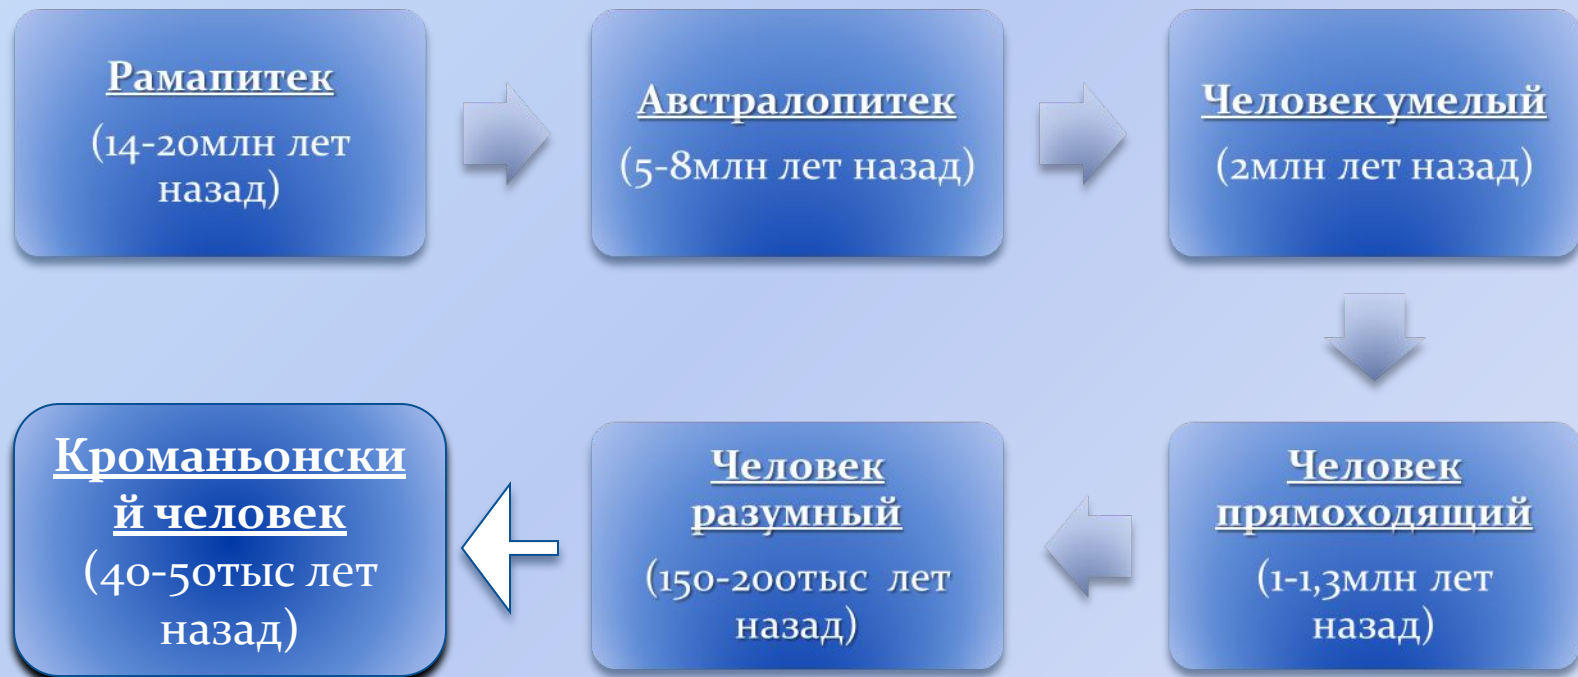 Рамапитек
(14-20млн лет
назад)
Австралопитек
(5-8млн лет назад)
Человек умелый
(2млн лет назад)
Человек
прямоходящий
(1-1,3млн лет
назад)
Человек
разумный
(150-200тыс  лет
назад)
Кроманьонски
й человек
(40-50тыс лет
назад)